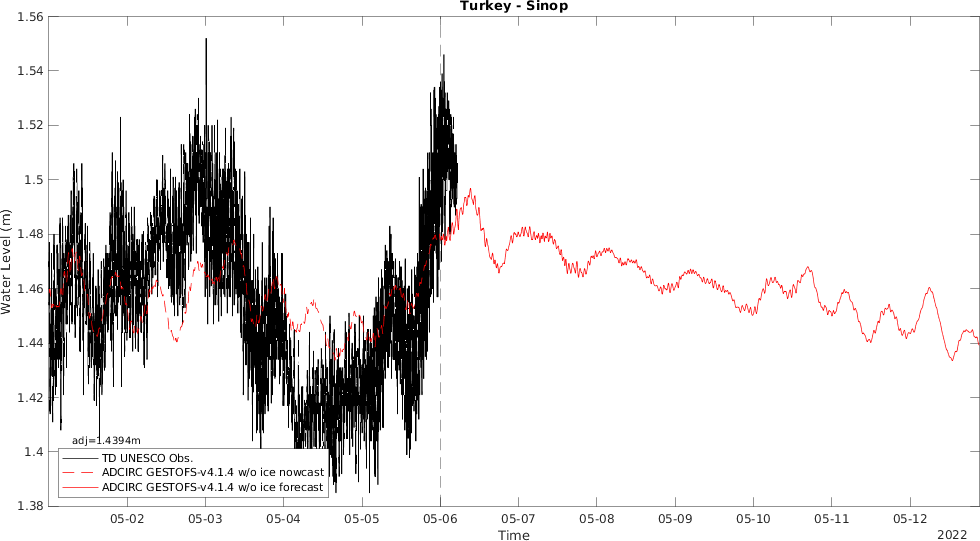 Turkey - Sinop
1.56
1.54
1.52
1.5
1.48
1.46
1.44
1.42
1.4
1.38
Water Level (m)
adj=1.4394m
TD UNESCO Obs.
ADCIRC GESTOFS-v4.1.4 w/o ice nowcast
ADCIRC GESTOFS-v4.1.4 w/o ice forecast
05-02 05-03 05-04 05-05 05-06 05-07 05-08 05-09 05-10 05-11 05-12
Time
2022